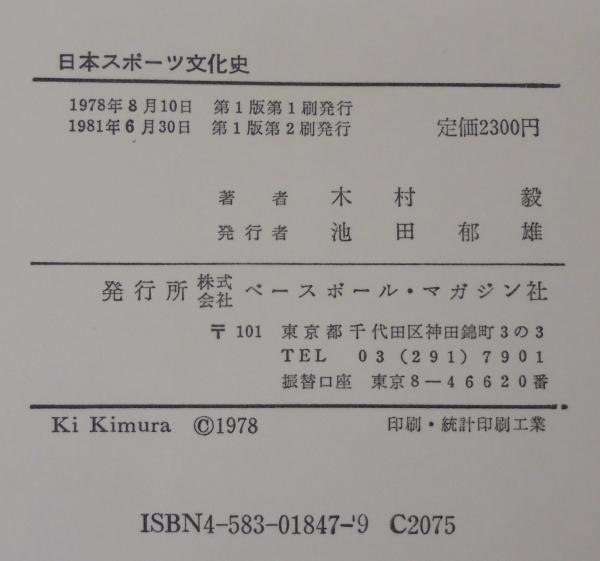 日本スポーツ文化史
1978年8月10日 第1版第1刷発行
1981年6月30日 第1版第2刷発行 定価2300円
著者 木村毅
発行者 池田郁雄
発行所 株式会社 ベースボール・マガジン社
〒101 東京都千代田区神田錦町3の3
TEL 03(291)7901
振替口座 東京8-46620番
Ki Kimura ©1978 印刷・統計印刷工業
ISBN4-583-01847-9 C2075